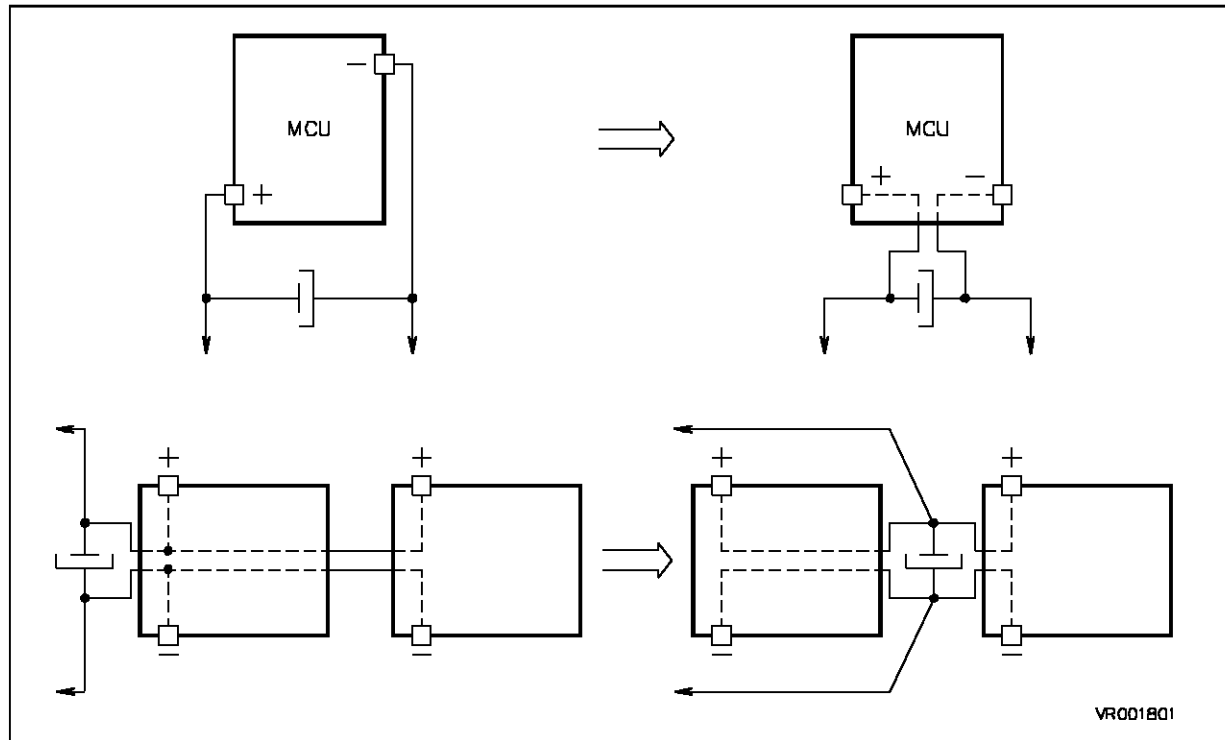 −
MCU
+
MCU
+ −
+ + + +
− − − −
VR001801